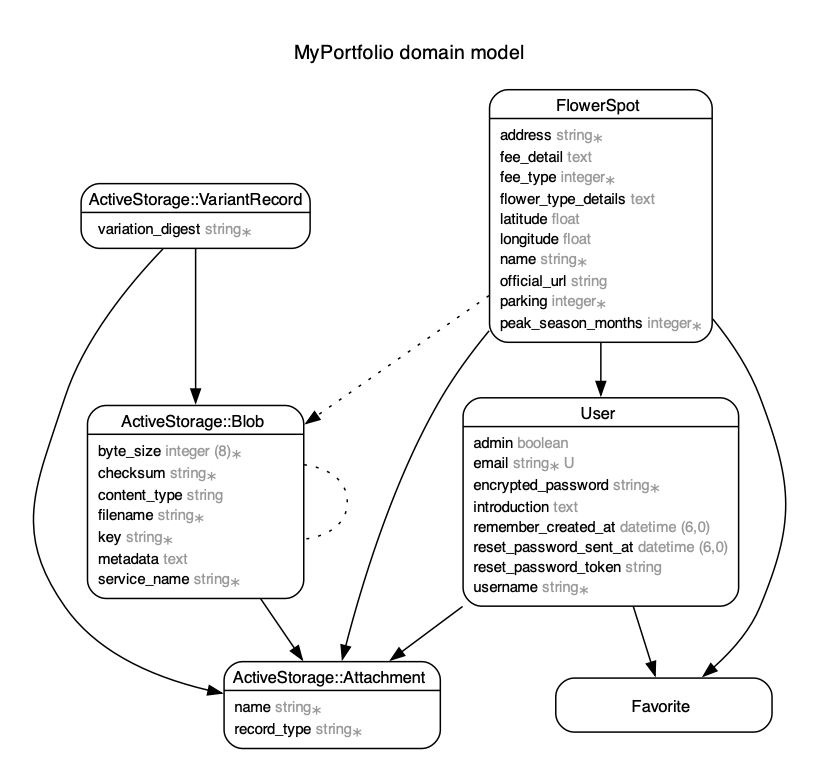 MyPortfolio domain model
FlowerSpot
address string∗
fee_detail text
fee_type integer∗
flower_type_details text
latitude float
longitude float
name string∗
official_url string
parking integer∗
peak_season_months integer∗
ActiveStorage::VariantRecord
variation_digest string∗
ActiveStorage::Blob
byte_size integer (8)∗
checksum string∗
content_type string
filename string∗
key string∗
metadata text
service_name string∗
User
admin boolean
email string∗ U
encrypted_password string∗
introduction text
remember_created_at datetime (6,0)
reset_password_sent_at datetime (6,0)
reset_password_token string
username string∗
ActiveStorage::Attachment
name string∗
record_type string∗
Favorite